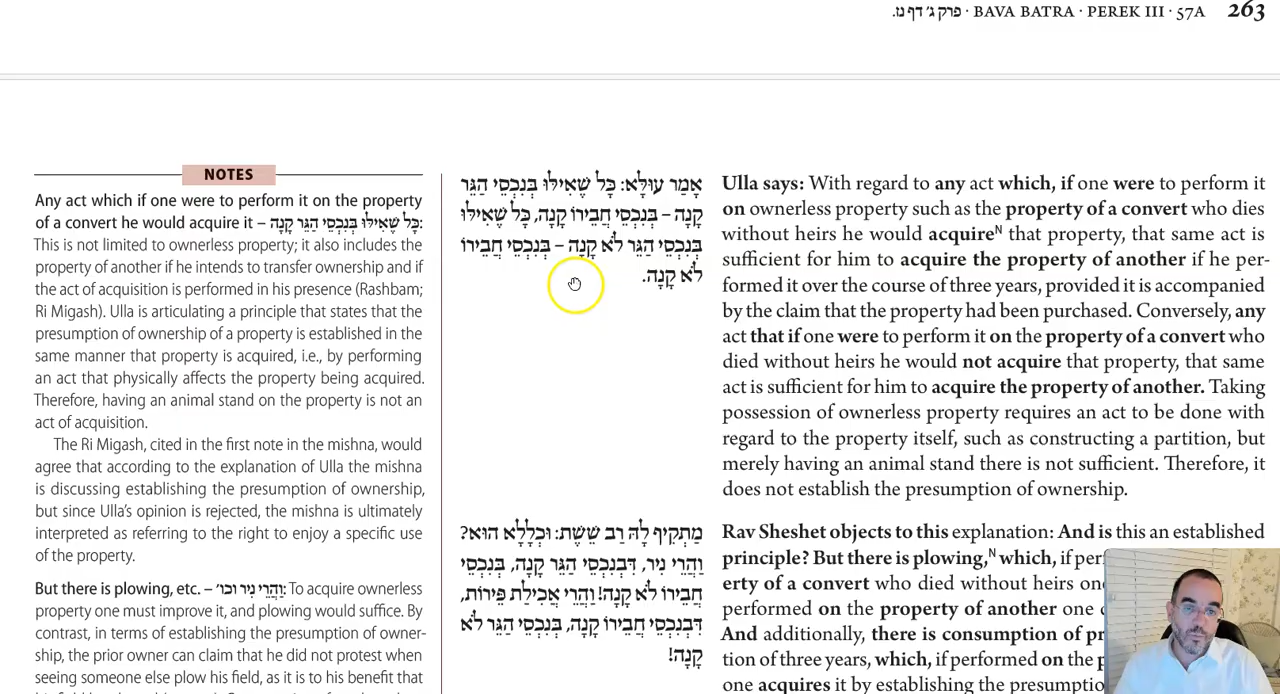 פרק ג׳ דף נז. · BAVA BATRA · PEREK III · 57A 263
NOTES
Any act which if one were to perform it on the property
of a convert he would acquire it – כָּל שֶׁאִילּוּ בְּנִכְסֵי הַגֵּר קָנָה:
This is not limited to ownerless property; it also includes the
property of another if he intends to transfer ownership and if
the act of acquisition is performed in his presence (Rashbam;
Ri Migash). Ulla is articulating a principle that states that the
presumption of ownership of a property is established in the
same manner that property is acquired, i.e., by performing
an act that physically affects the property being acquired.
Therefore, having an animal stand on the property is not an
act of acquisition.
The Ri Migash, cited in the first note in the mishna, would
agree that according to the explanation of Ulla the mishna
is discussing establishing the presumption of ownership,
but since Ulla's opinion is rejected, the mishna is ultimately
interpreted as referring to the right to enjoy a specific use
of the property.
But there is plowing, etc. – וַהֲרֵי נִיר וכו׳: To acquire ownerless
property one must improve it, and plowing would suffice. By
contrast, in terms of establishing the presumption of owner-
ship, the prior owner can claim that he did not protest when
seeing someone else plow his field, as it is to his benefit that
אָמַר עוּלָּא: כָּל שֶׁאִילּוּ בְּנִכְסֵי הַגֵּר
קָנָה – בְּנִכְסֵי חֲבֵירוֹ קָנָה, כָּל שֶׁאִילּוּ
בְּנִכְסֵי הַגֵּר לֹא קָנָה – בְּנִכְסֵי חֲבֵירוֹ
לֹא קָנָה.
מַתְקִיף לָהּ רַב שֵׁשֶׁת: וּכְלָלָא הוּא?
וַהֲרֵי נִיר, דִּבְנִכְסֵי הַגֵּר קָנָה, בְּנִכְסֵי
חֲבֵירוֹ לֹא קָנָה! וַהֲרֵי אֲכִילַת פֵּירוֹת,
דִּבְנִכְסֵי חֲבֵירוֹ קָנָה, בְּנִכְסֵי הַגֵּר לֹא
קָנָה!
Ulla says: With regard to any act which, if one were to perform it
on ownerless property such as the property of a convert who dies
without heirs he would acquireᴺ that property, that same act is
sufficient for him to acquire the property of another if he per-
formed it over the course of three years, provided it is accompanied
by the claim that the property had been purchased. Conversely, any
act that if one were to perform it on the property of a convert who
died without heirs he would not acquire that property, that same
act is sufficient for him to acquire the property of another. Taking
possession of ownerless property requires an act to be done with
regard to the property itself, such as constructing a partition, but
merely having an animal stand there is not sufficient. Therefore, it
does not establish the presumption of ownership.
Rav Sheshet objects to this explanation: And is this an established
principle? But there is plowing,ᴺ which, if
erty of a convert who died without heirs
performed on the property of another one
And additionally, there is consumption of
tion of three years, which, if performed on the
one acquires it by establishing the